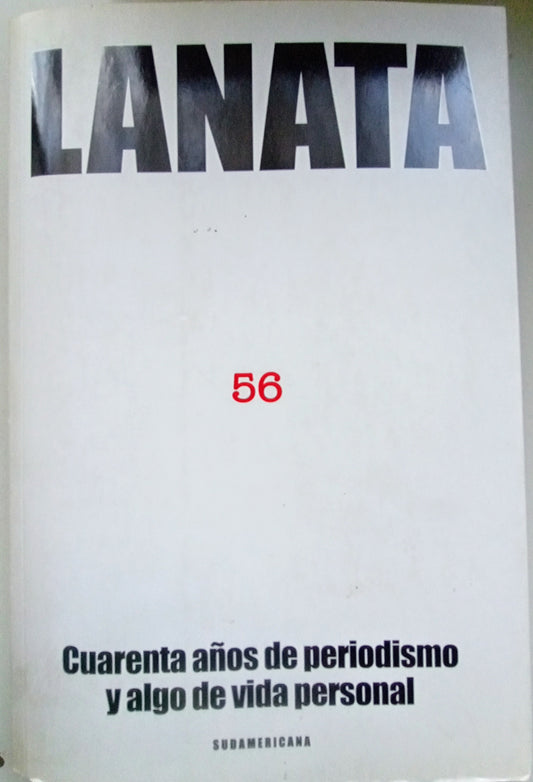 LANATA
56
Cuarenta años de periodismo
y algo de vida personal
SUDAMERICANA